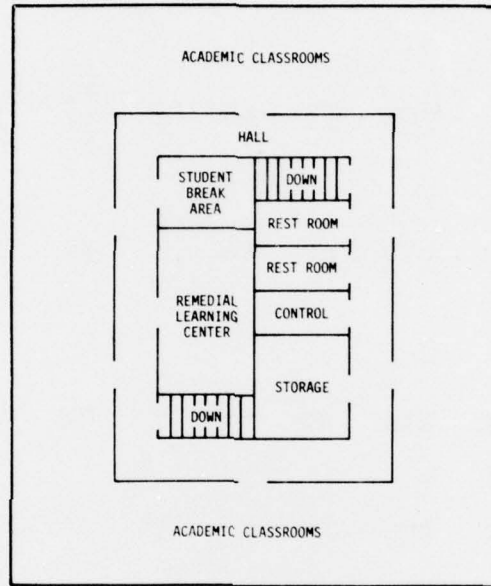 ACADEMIC CLASSROOMS
HALL
STUDENT
BREAK
AREA
DOWN
REST ROOM
REST ROOM
REMEDIAL
LEARNING
CENTER
CONTROL
STORAGE
DOWN
ACADEMIC CLASSROOMS